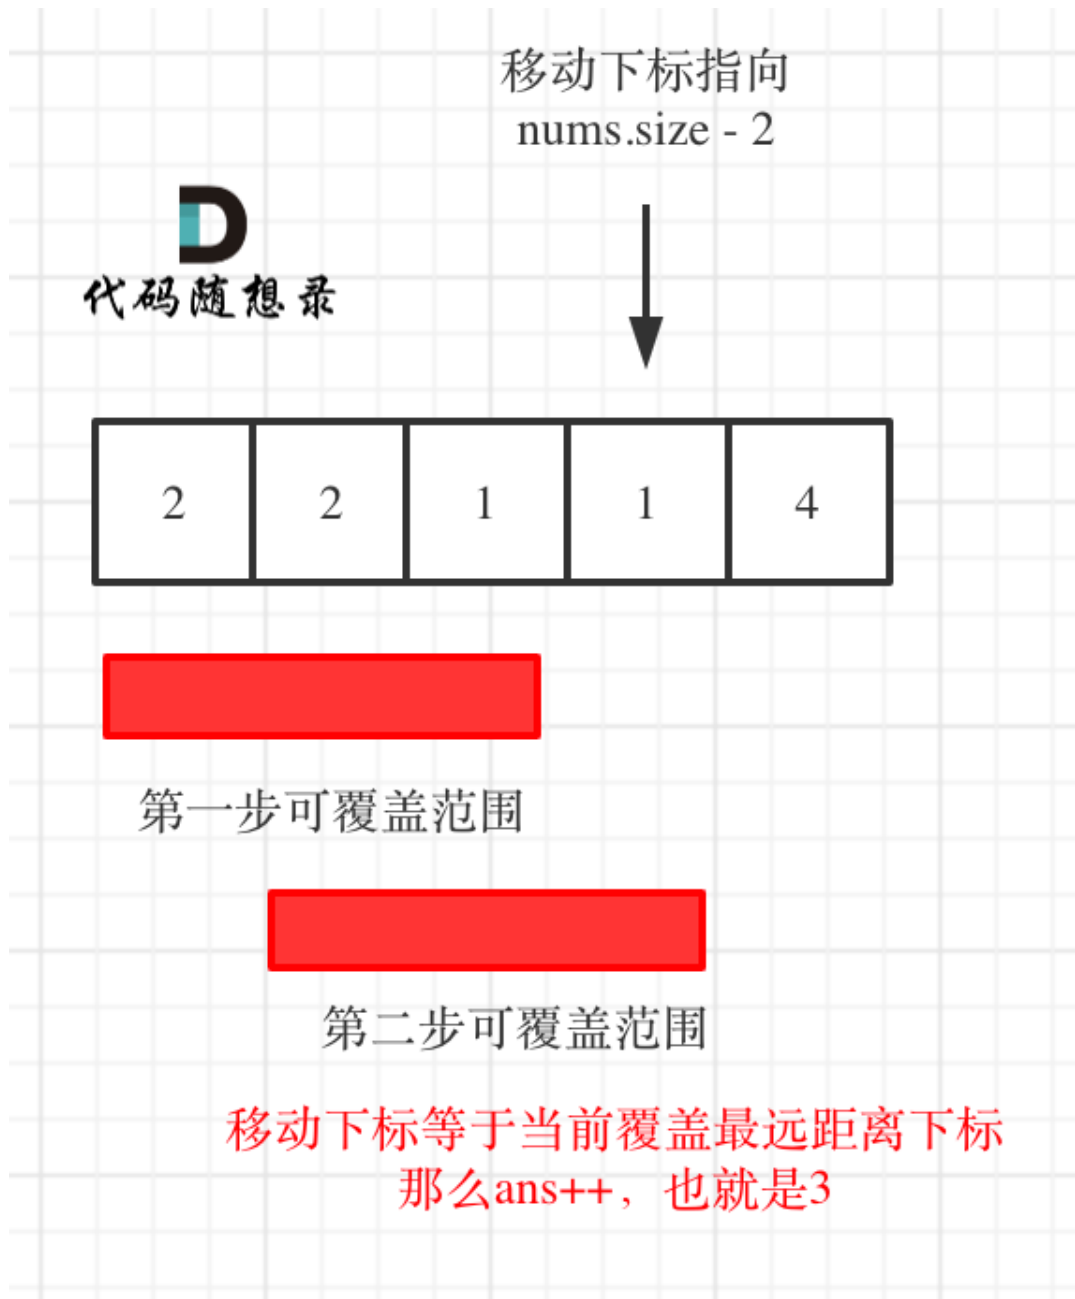 移动下标指向
nums.size - 2
代码随想录
2 2 1 1 4
第一步可覆盖范围
第二步可覆盖范围
移动下标等于当前覆盖最远距离下标
那么ans++，也就是3